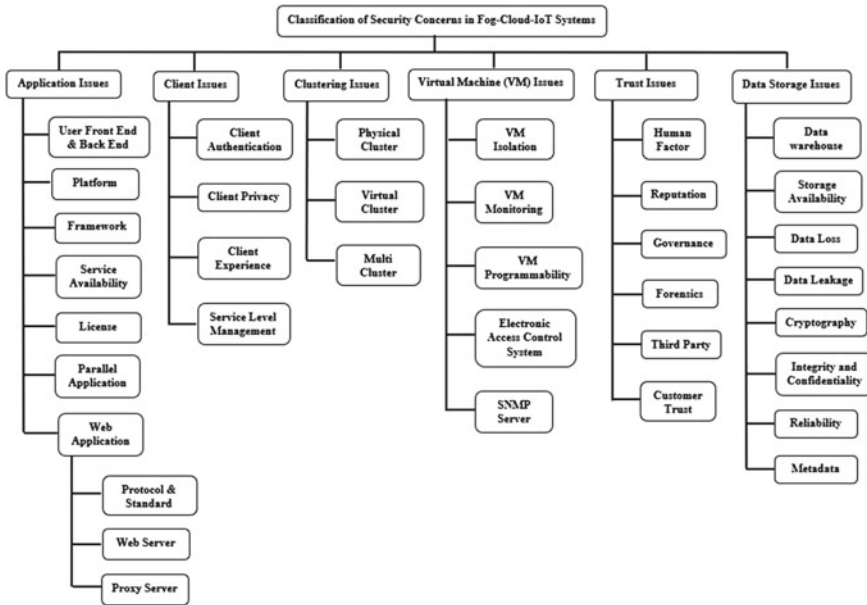 Classification of Security Concerns in Fog-Cloud-IoT Systems
Application Issues
User Front End
& Back End
Platform
Framework
Service
Availability
License
Parallel
Application
Web
Application
Protocol &
Standard
Web Server
Proxy Server
Client Issues
Client
Authentication
Client Privacy
Client
Experience
Service Level
Management
Clustering Issues
Physical
Cluster
Virtual
Cluster
Multi
Cluster
Virtual Machine (VM) Issues
VM
Isolation
VM
Monitoring
VM
Programmability
Electronic
Access Control
System
SNMP
Server
Trust Issues
Human
Factor
Reputation
Governance
Forensics
Third Party
Customer
Trust
Data Storage Issues
Data
warehouse
Storage
Availability
Data Loss
Data Leakage
Cryptography
Integrity and
Confidentiality
Reliability
Metadata